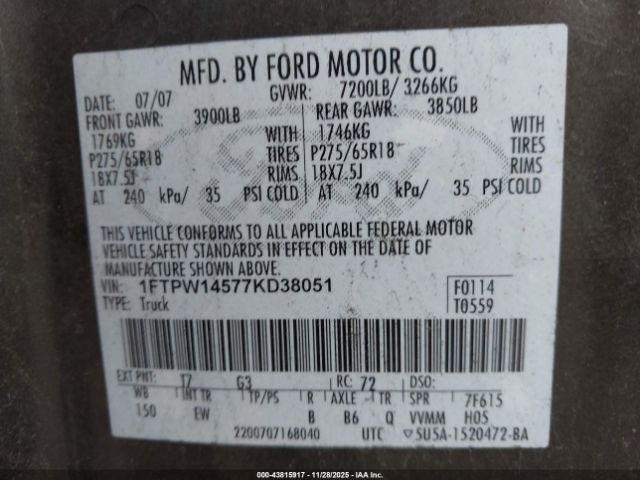 MFD. BY FORD MOTOR CO.
DATE: 07/07 GVWR: 7200LB/ 3266KG
FRONT GAWR: 3900LB REAR GAWR: 3850LB
1769KG WITH 1746KG WITH
P275/65R18 TIRES P275/65R18 TIRES
18X7.5J RIMS 18X7.5J RIMS
AT 240 kPa/ 35 PSI COLD AT 240 kPa/ 35 PSI COLD
THIS VEHICLE CONFORMS TO ALL APPLICABLE FEDERAL MOTOR
VEHICLE SAFETY STANDARDS IN EFFECT ON THE DATE OF
MANUFACTURE SHOWN ABOVE.
VIN: 1FTPW14577KD38051 F0114
TYPE: Truck T0559
EXT PNT: T7 G3 RC: 72 DSO:
WB INT TR TP/PS R AXLE TR SPR 7F615
150 EW B B6 Q VVMM H05
2200707168040 UTC ▽5U5A-1520472-BA
000-43815917 - 11/28/2025 - IAA Inc.